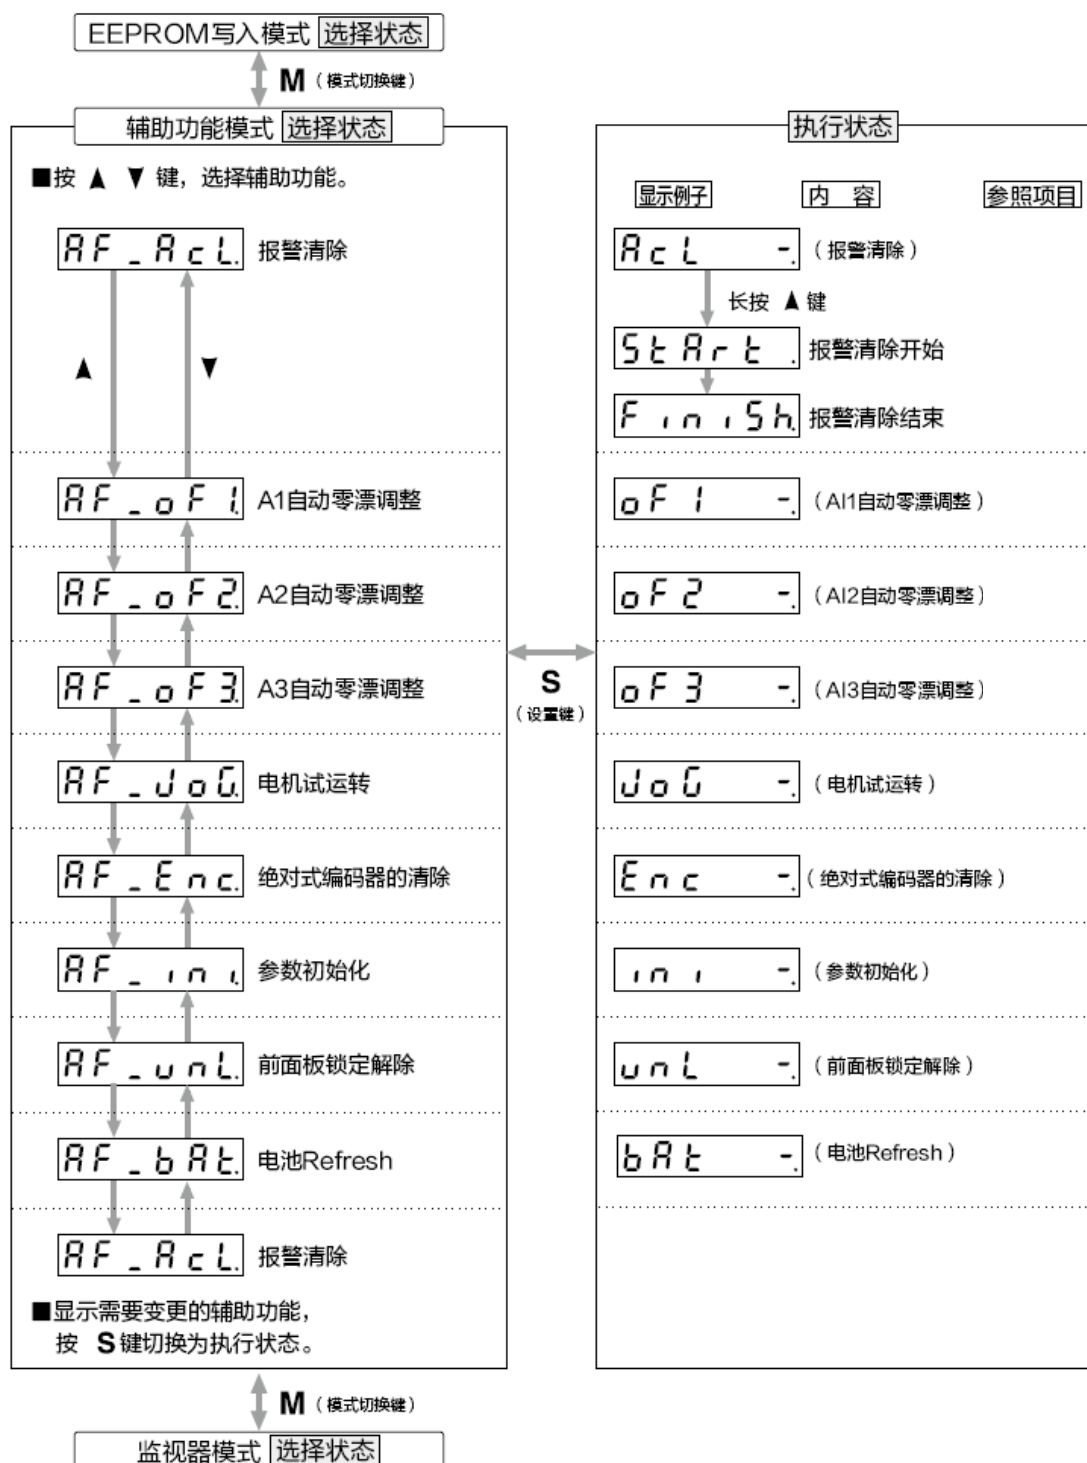 EEPROM写入模式 选择状态
M（模式切换键）
辅助功能模式 选择状态
■按 ▲ ▼ 键，选择辅助功能。
AF_AcL. 报警清除
▲ ▼
AF_oF1. A1自动零漂调整
AF_oF2. A2自动零漂调整
AF_oF3. A3自动零漂调整
AF_JoG. 电机试运转
AF_Enc. 绝对式编码器的清除
AF_ini. 参数初始化
AF_unL. 前面板锁定解除
AF_bAt. 电池Refresh
AF_AcL. 报警清除
■显示需要变更的辅助功能，
按 S键切换为执行状态。
M（模式切换键）
监视器模式 选择状态
S
（设置键）
执行状态
显示例子 内 容 参照项目
AcL -.（报警清除）
长按 ▲ 键
StArt . 报警清除开始
FiniSh. 报警清除结束
oF1 -.（AI1自动零漂调整）
oF2 -.（AI2自动零漂调整）
oF3 -.（AI3自动零漂调整）
JoG -.（电机试运转）
Enc -.（绝对式编码器的清除）
ini -.（参数初始化）
unL -.（前面板锁定解除）
bAt -.（电池Refresh）